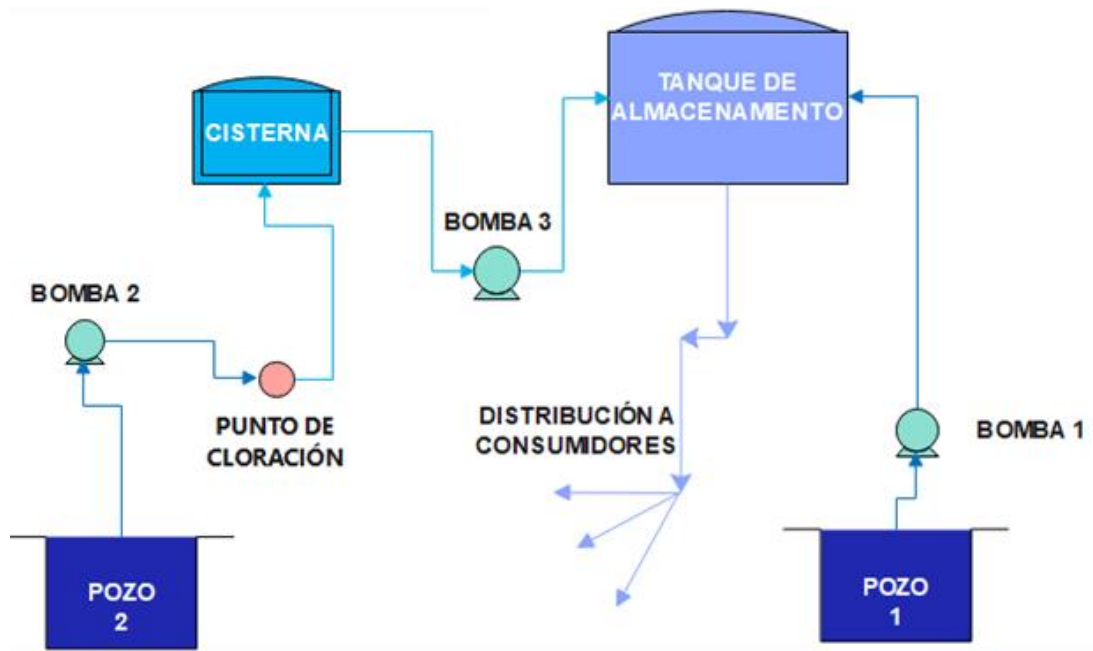 TANQUE DE
ALMACENAMIENTO
CISTERNA
BOMBA 3
BOMBA 2
PUNTO DE
CLORACIÓN
DISTRIBUCIÓN A
CONSUMIDORES
BOMBA 1
POZO
2
POZO
1